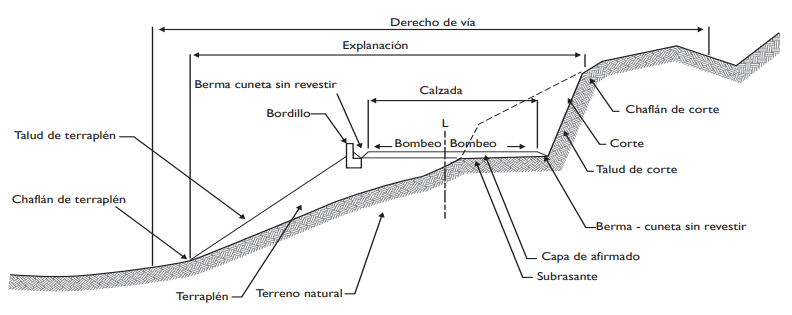 Derecho de vía
Explanación
Berma cuneta sin revestir
Calzada
Bordillo
Chaflán de corte
L
Talud de terraplén
Bombeo
Bombeo
Corte
Talud de corte
Chaflán de terraplén
Berma - cuneta sin revestir
Capa de afirmado
Subrasante
Terraplén
Terreno natural